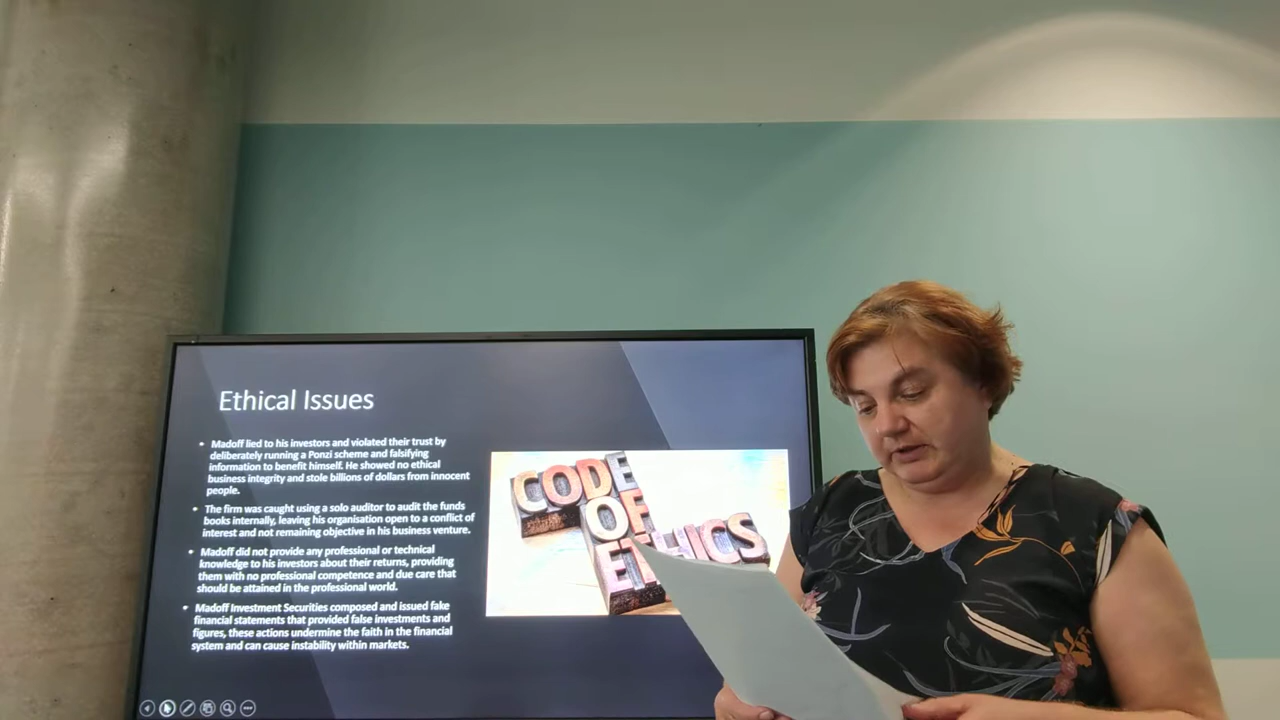 Ethical Issues
• Madoff lied to his investors and violated their trust by
deliberately running a Ponzi scheme and falsifying
information to benefit himself. He showed no ethical
business integrity and stole billions of dollars from innocent
people.
• The firm was caught using a solo auditor to audit the funds
books internally, leaving his organisation open to a conflict of
interest and not remaining objective in his business venture.
• Madoff did not provide any professional or technical
knowledge to his investors about their returns, providing
them with no professional competence and due care that
should be attained in the professional world.
• Madoff Investment Securities composed and issued fake
financial statements that provided false investments and
figures, these actions undermine the faith in the financial
system and can cause instability within markets.
CODE
OF
ETHICS